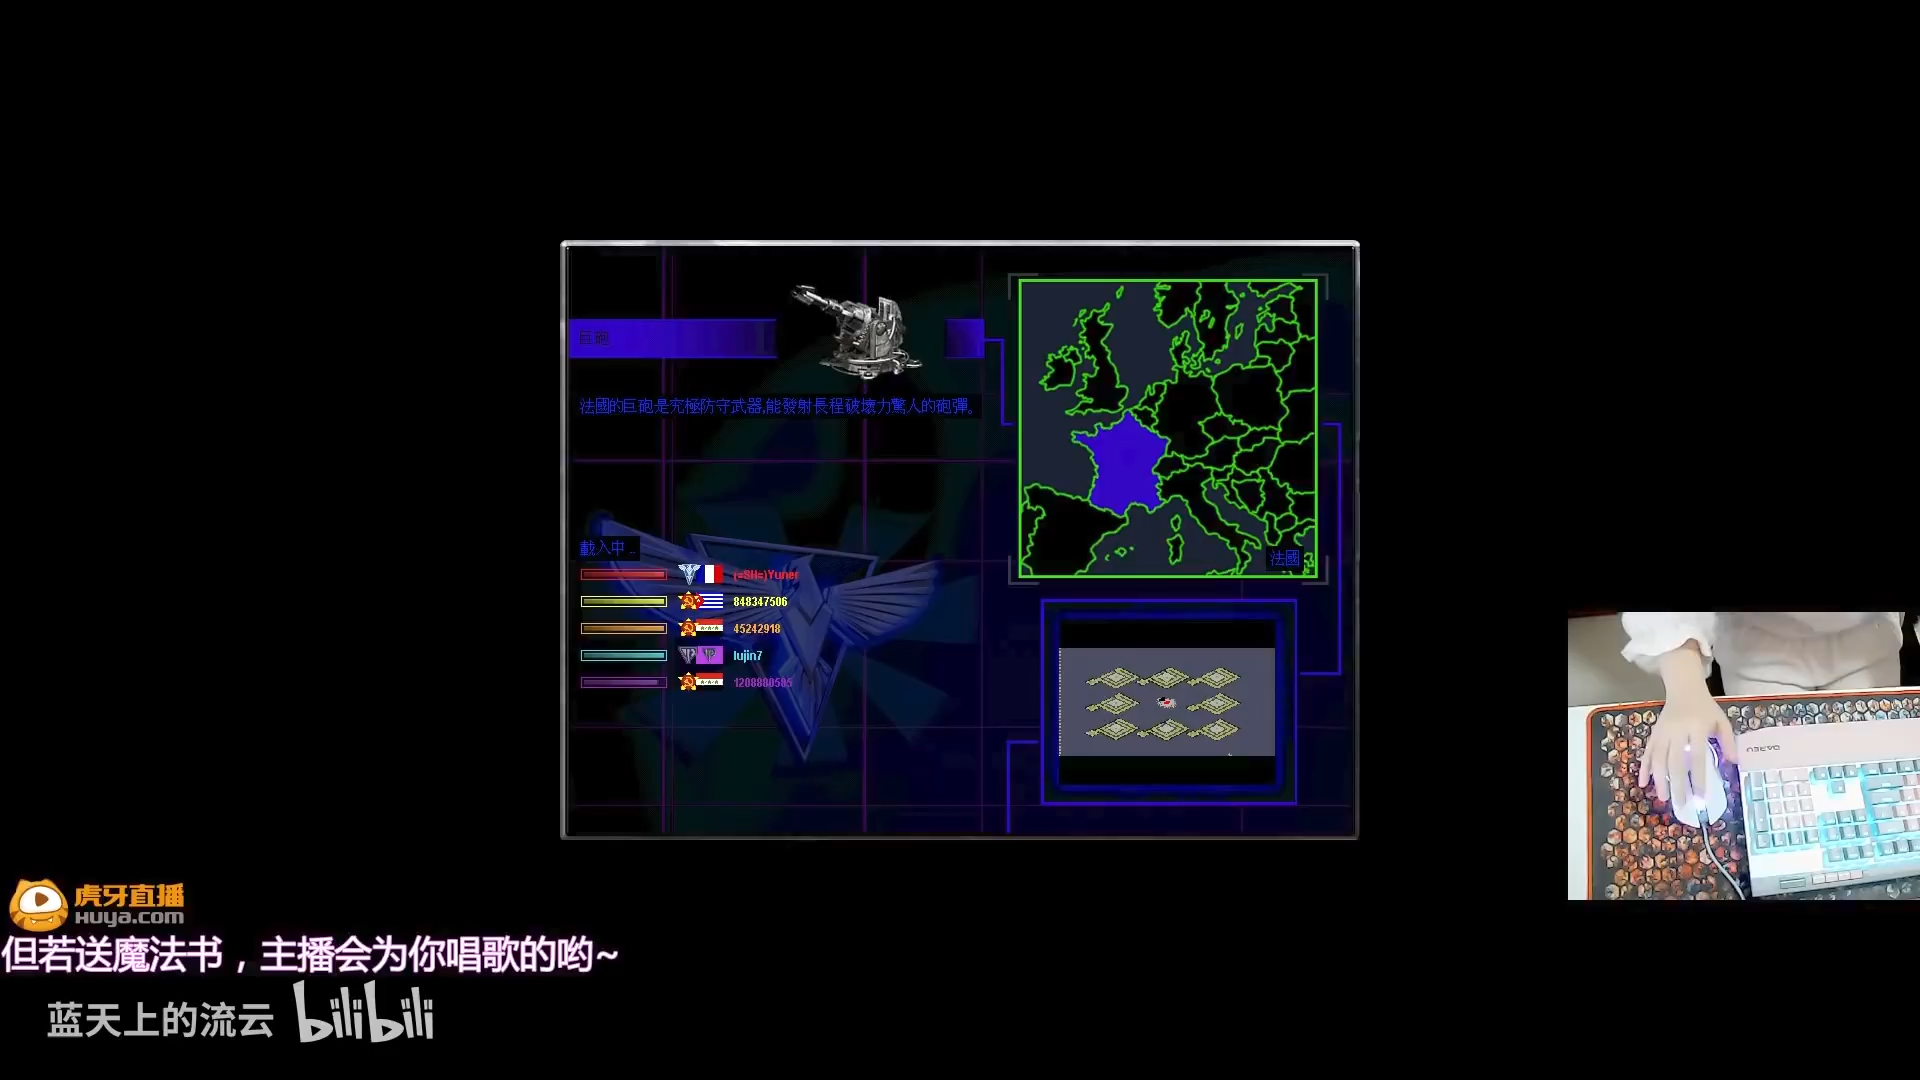 巨砲
法國的巨砲是究極防守武器,能發射長程破壞力驚人的砲彈。
法國
載入中..
(=SH=)Yuner
848347506
45242918
lujin7
1208880585
虎牙直播
HUYa.com
但若送魔法书，主播会为你唱歌的哟~
蓝天上的流云 bilibili